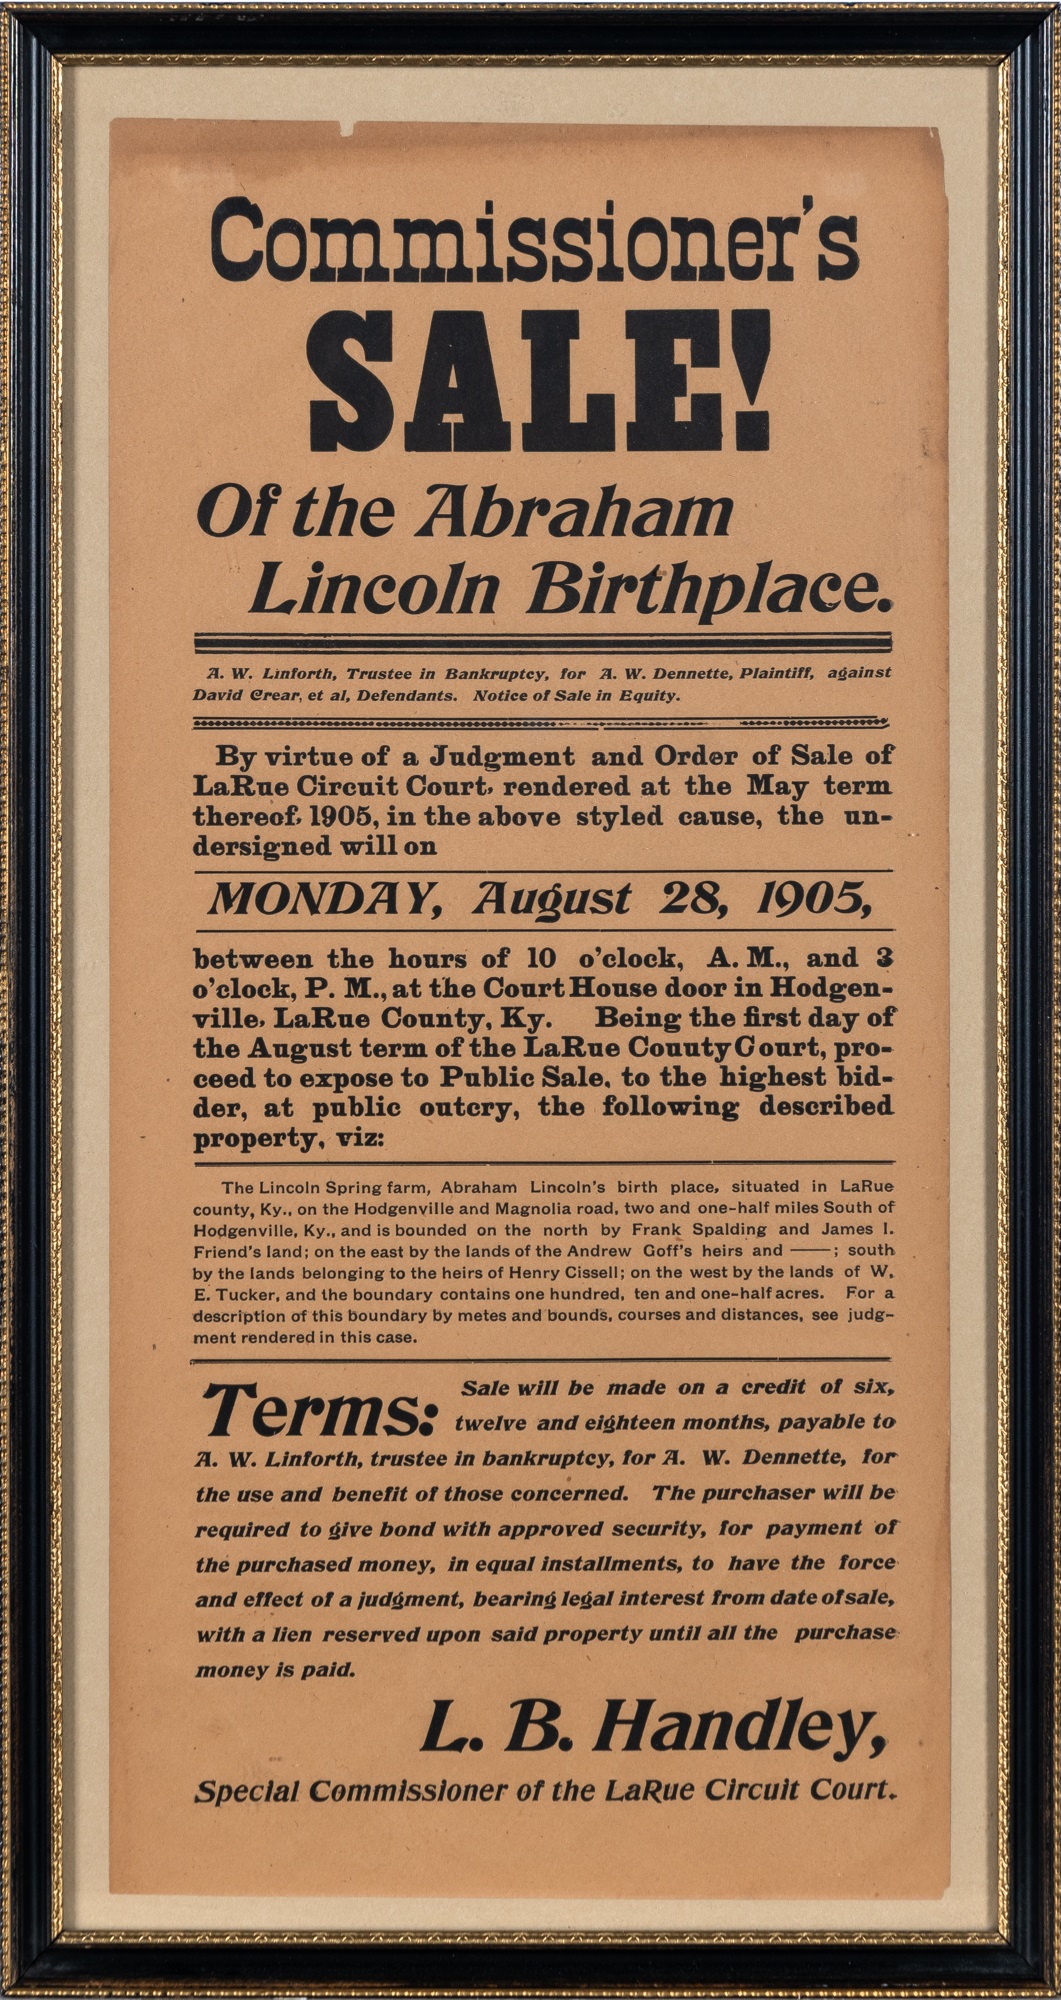 Commissioner's
SALE!
Of the Abraham
Lincoln Birthplace.
A. W. Linforth, Trustee in Bankruptcy, for A. W. Dennette, Plaintiff, against
David Crear, et al, Defendants. Notice of Sale in Equity.
By virtue of a Judgment and Order of Sale of
LaRue Circuit Court, rendered at the May term
thereof, 1905, in the above styled cause, the un-
dersigned will on
MONDAY, August 28, 1905,
between the hours of 10 o'clock, A. M., and 3
o'clock, P. M., at the Court House door in Hodgen-
ville, LaRue County, Ky. Being the first day of
the August term of the LaRue Couuty Court, pro-
ceed to expose to Public Sale, to the highest bid-
der, at public outcry, the following described
property, viz:
The Lincoln Spring farm, Abraham Lincoln's birth place, situated in LaRue
county, Ky., on the Hodgenville and Magnolia road, two and one-half miles South of
Hodgenville, Ky., and is bounded on the north by Frank Spalding and James I.
Friend's land; on the east by the lands of the Andrew Goff's heirs and ——; south
by the lands belonging to the heirs of Henry Cissell; on the west by the lands of W.
E. Tucker, and the boundary contains one hundred, ten and one-half acres. For a
description of this boundary by metes and bounds, courses and distances, see judg-
ment rendered in this case.
Terms: Sale will be made on a credit of six,
twelve and eighteen months, payable to
A. W. Linforth, trustee in bankruptcy, for A. W. Dennette, for
the use and benefit of those concerned. The purchaser will be
required to give bond with approved security, for payment of
the purchased money, in equal installments, to have the force
and effect of a judgment, bearing legal interest from date of sale,
with a lien reserved upon said property until all the purchase
money is paid.
L. B. Handley,
Special Commissioner of the LaRue Circuit Court.